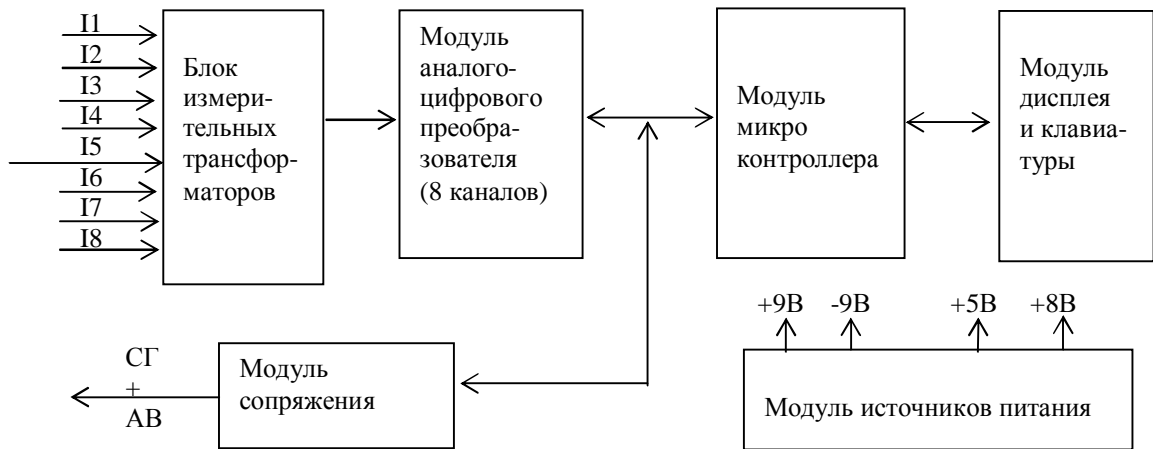 I1
I2
I3
I4
I5
I6
I7
I8
Блок
измери-
тельных
трансфор-
маторов
Модуль
аналого-
цифрового
преобра-
зователя
(8 каналов)
Модуль
микро
контроллера
Модуль
дисплея
и клавиа-
туры
+9В -9В +5В +8В
СГ
+
АВ
Модуль
сопряжения
Модуль источников питания